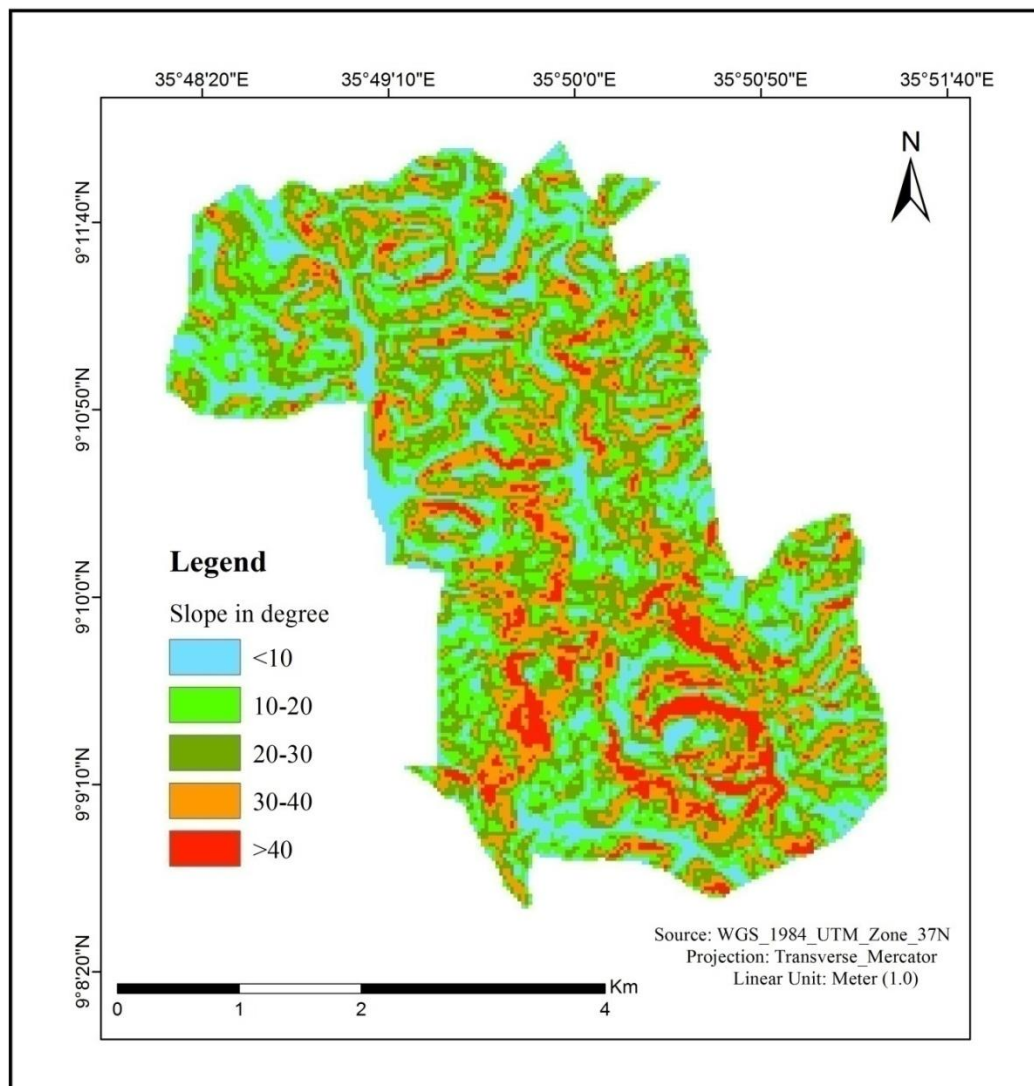 35°48'20"E
35°49'10"E
35°50'0"E
35°50'50"E
35°51'40"E
N
9°11'40"N
9°10'50"N
9°10'0"N
9°9'10"N
9°8'20"N
Legend
Slope in degree
<10
10-20
20-30
30-40
>40
Source: WGS_1984_UTM_Zone_37N
Projection: Transverse_Mercator
Linear Unit: Meter (1.0)
Km
0 1 2 4